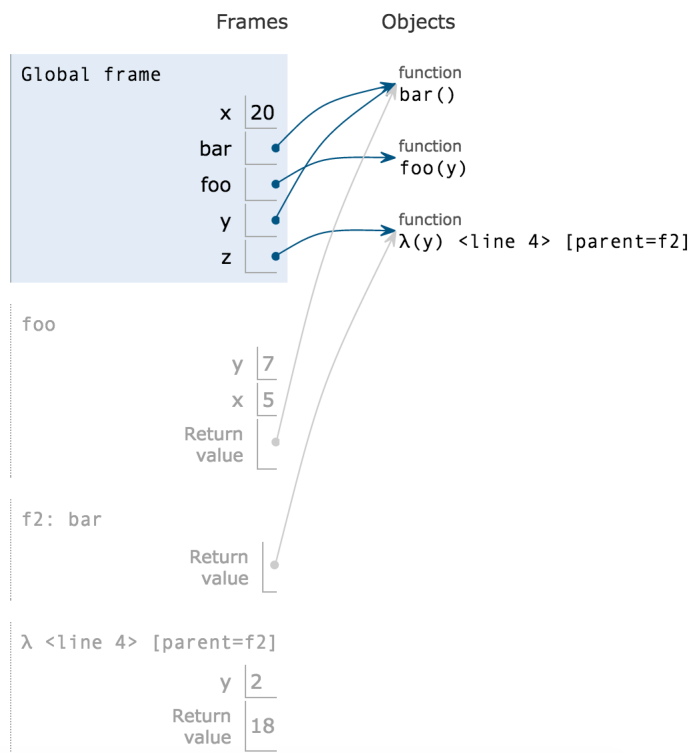 Frames Objects
Global frame
x 20
bar
foo
y
z
function
bar()
function
foo(y)
function
λ(y) <line 4> [parent=f2]
foo
y 7
x 5
Return
value
f2: bar
Return
value
λ <line 4> [parent=f2]
y 2
Return
value 18